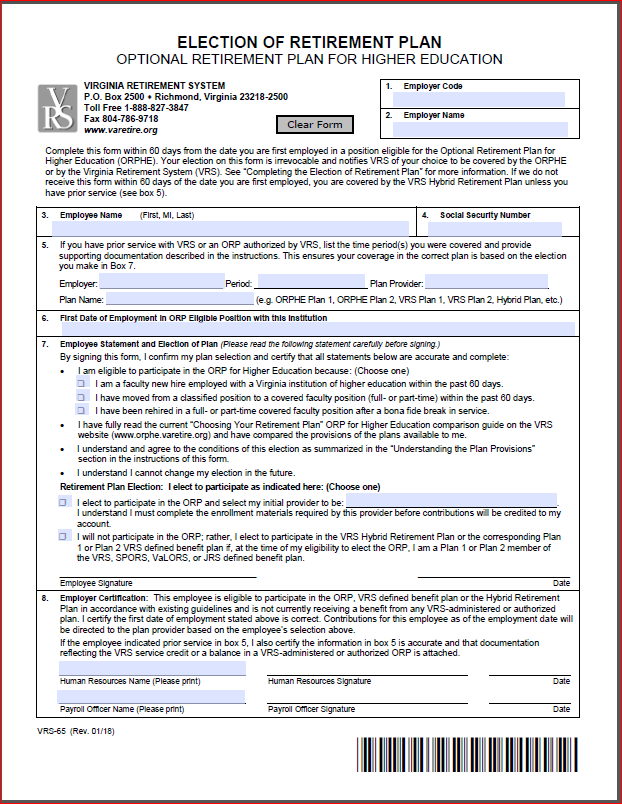 ELECTION OF RETIREMENT PLAN
OPTIONAL RETIREMENT PLAN FOR HIGHER EDUCATION
VRS
VIRGINIA RETIREMENT SYSTEM
P.O. Box 2500 • Richmond, Virginia 23218-2500
Toll Free 1-888-827-3847
Fax 804-786-9718
www.varetire.org
Clear Form
1. Employer Code
2. Employer Name
Complete this form within 60 days from the date you are first employed in a position eligible for the Optional Retirement Plan for
Higher Education (ORPHE). Your election on this form is irrevocable and notifies VRS of your choice to be covered by the ORPHE
or by the Virginia Retirement System (VRS). See “Completing the Election of Retirement Plan” for more information. If we do not
receive this form within 60 days of the date you are first employed, you are covered by the VRS Hybrid Retirement Plan unless you
have prior service (see box 5).
3. Employee Name (First, MI, Last)
4. Social Security Number
5. If you have prior service with VRS or an ORP authorized by VRS, list the time period(s) you were covered and provide
supporting documentation described in the instructions. This ensures your coverage in the correct plan is based on the election
you make in Box 7.
Employer: Period: Plan Provider:
Plan Name: (e.g. ORPHE Plan 1, ORPHE Plan 2, VRS Plan 1, VRS Plan 2, Hybrid Plan, etc.)
6. First Date of Employment in ORP Eligible Position with this Institution
7. Employee Statement and Election of Plan (Please read the following statement carefully before signing.)
By signing this form, I confirm my plan selection and certify that all statements below are accurate and complete:
• I am eligible to participate in the ORP for Higher Education because: (Choose one)
I am a faculty new hire employed with a Virginia institution of higher education within the past 60 days.
I have moved from a classified position to a covered faculty position (full- or part-time) within the past 60 days.
I have been rehired in a full- or part-time covered faculty position after a bona fide break in service.
• I have fully read the current “Choosing Your Retirement Plan” ORP for Higher Education comparison guide on the VRS
website (www.orphe.varetire.org) and have compared the provisions of the plans available to me.
• I understand and agree to the conditions of this election as summarized in the “Understanding the Plan Provisions”
section in the instructions of this form.
• I understand I cannot change my election in the future.
Retirement Plan Election: I elect to participate as indicated here: (Choose one)
I elect to participate in the ORP and select my initial provider to be: .
I understand I must complete the enrollment materials required by this provider before contributions will be credited to my
account.
I will not participate in the ORP; rather, I elect to participate in the VRS Hybrid Retirement Plan or the corresponding Plan
1 or Plan 2 VRS defined benefit plan if, at the time of my eligibility to elect the ORP, I am a Plan 1 or Plan 2 member of
the VRS, SPORS, VaLORS, or JRS defined benefit plan.
Employee Signature Date
8. Employer Certification: This employee is eligible to participate in the ORP, VRS defined benefit plan or the Hybrid Retirement
Plan in accordance with existing guidelines and is not currently receiving a benefit from any VRS-administered or authorized
plan. I certify the first date of employment stated above is correct. Contributions for this employee as of the employment date will
be directed to the plan provider based on the employee's selection above.
If the employee indicated prior service in box 5, I also certify the information in box 5 is accurate and that documentation
reflecting the VRS service credit or a balance in a VRS-administered or authorized ORP is attached.
Human Resources Name (Please print) Human Resources Signature Date
Payroll Officer Name (Please print) Payroll Officer Signature Date
VRS-65 (Rev. 01/18)